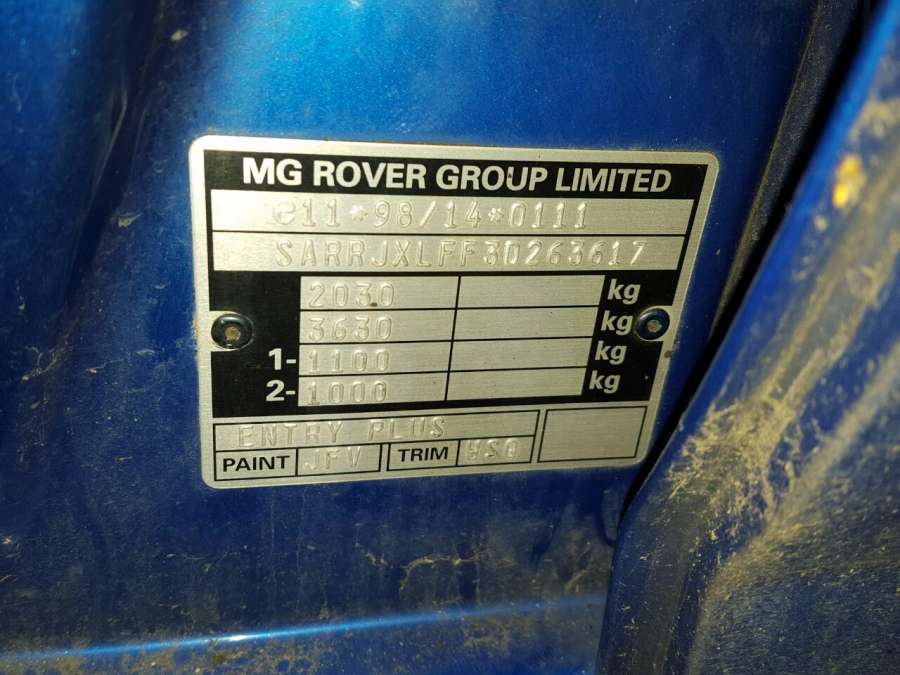 MG ROVER GROUP LIMITED
e11*98/14*0111
SARRJXLFF3D263617
2030 kg
3630 kg
1- 1100 kg
2- 1000 kg
ENTRY PLUS
PAINT JFV TRIM